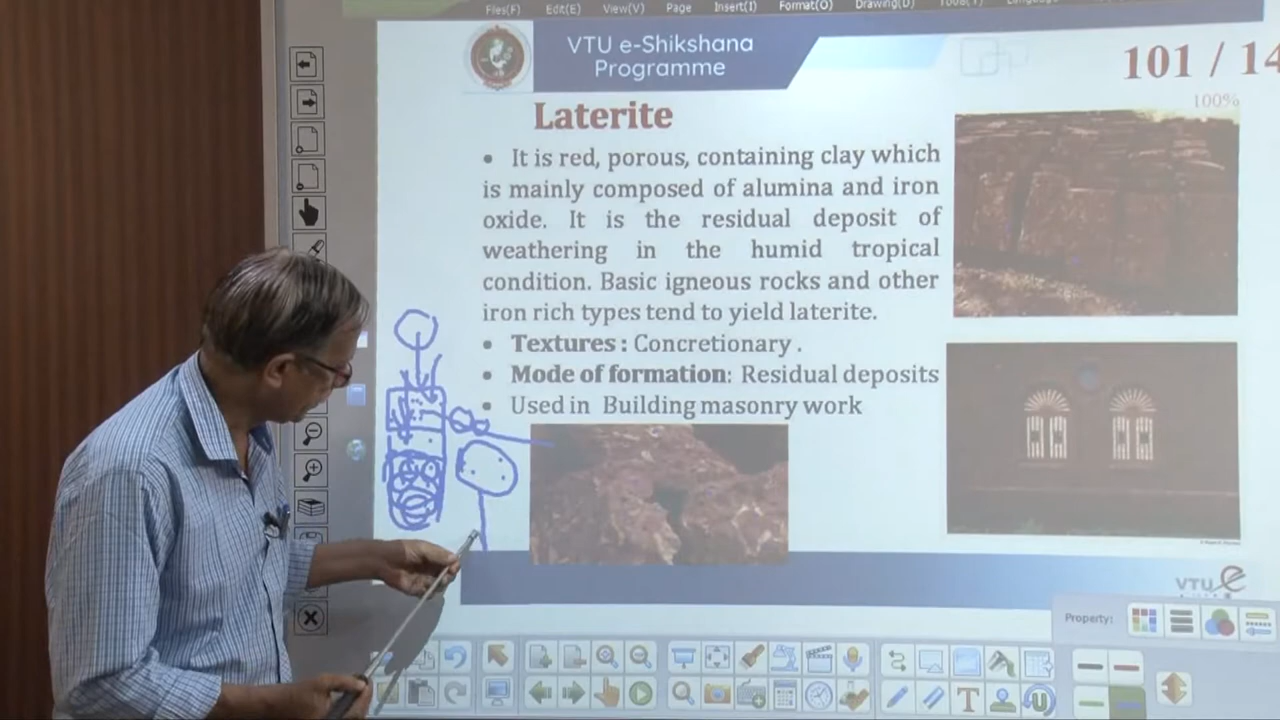 Files(F) Edit(E) View(V) Page Insert(I) Format(O) Drawing(D)
VTU e-Shikshana
Programme
101 / 14
100%
Laterite
• It is red, porous, containing clay which
is mainly composed of alumina and iron
oxide. It is the residual deposit of
weathering in the humid tropical
condition. Basic igneous rocks and other
iron rich types tend to yield laterite.
• Textures : Concretionary .
• Mode of formation: Residual deposits
• Used in Building masonry work
VTU e
Property: